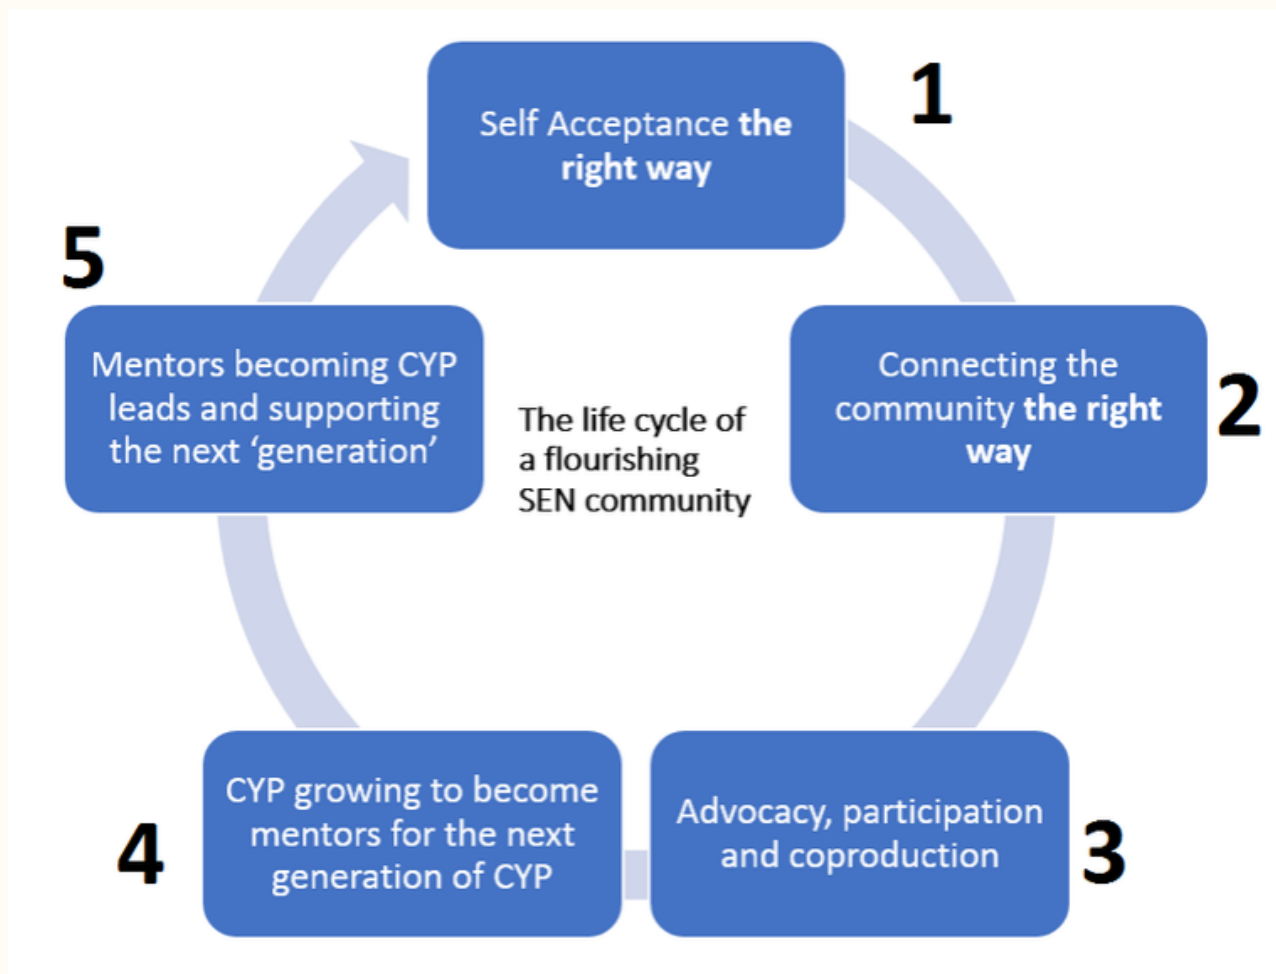 1
Self Acceptance the
right way
2
Connecting the
community the right
way
3
Advocacy, participation
and coproduction
4
CYP growing to become
mentors for the next
generation of CYP
5
Mentors becoming CYP
leads and supporting
the next ‘generation’
The life cycle of
a flourishing
SEN community